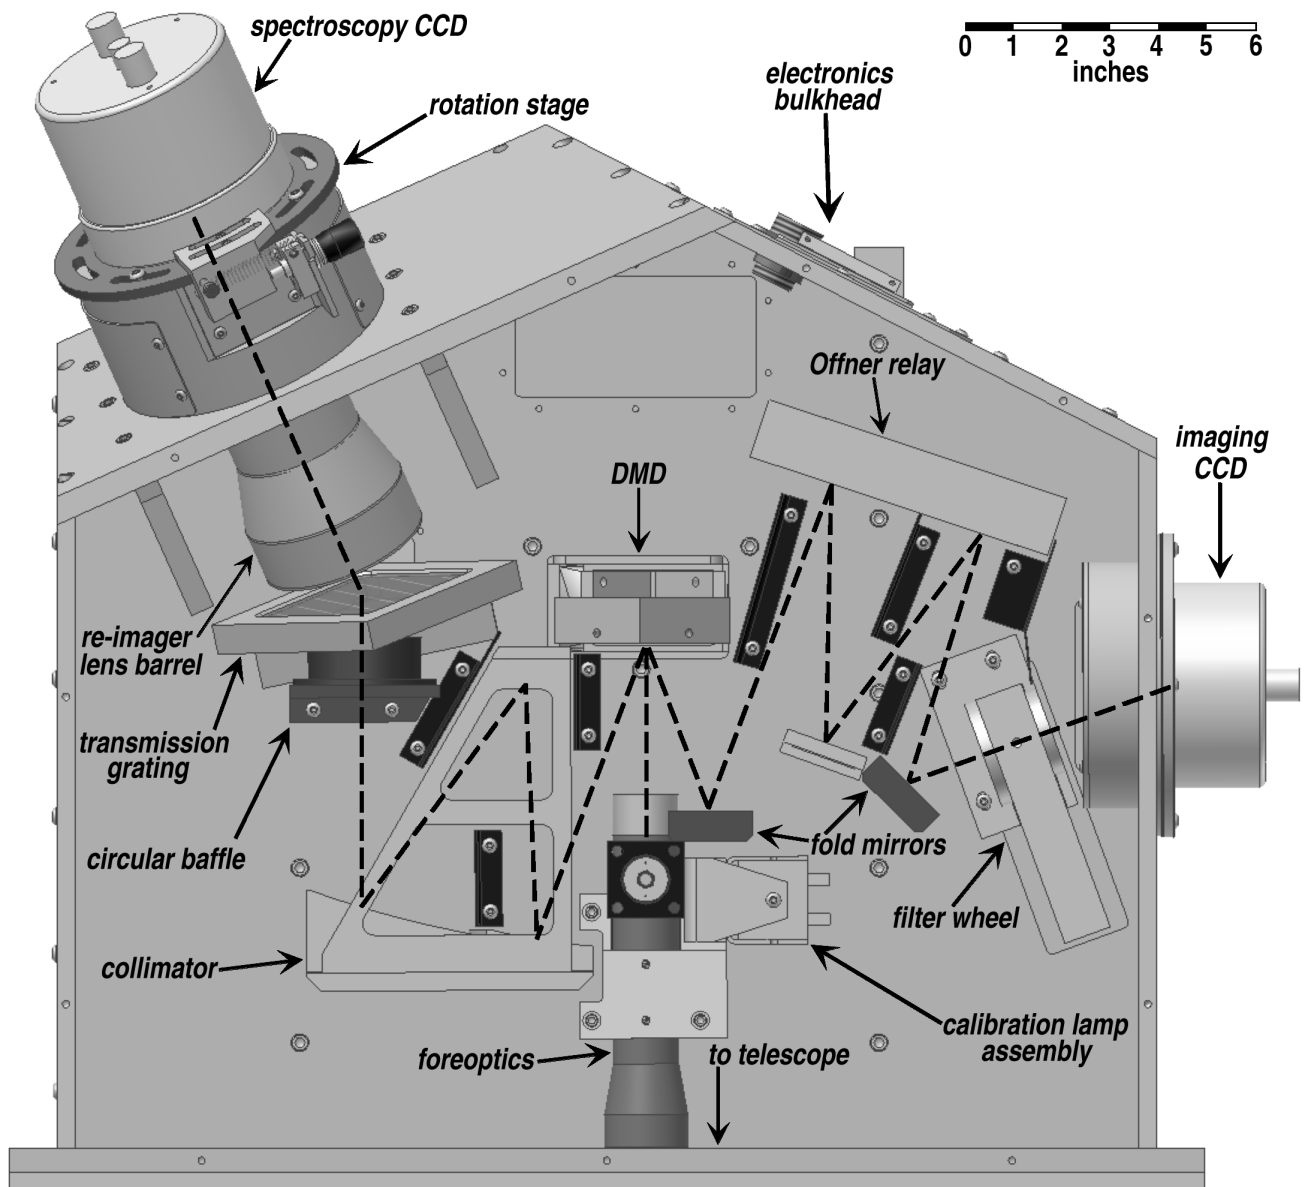 spectroscopy CCD
rotation stage
0 1 2 3 4 5 6
inches
electronics
bulkhead
Offner relay
imaging
CCD
DMD
re-imager
lens barrel
transmission
grating
circular baffle
fold mirrors
filter wheel
collimator
calibration lamp
assembly
foreoptics
to telescope